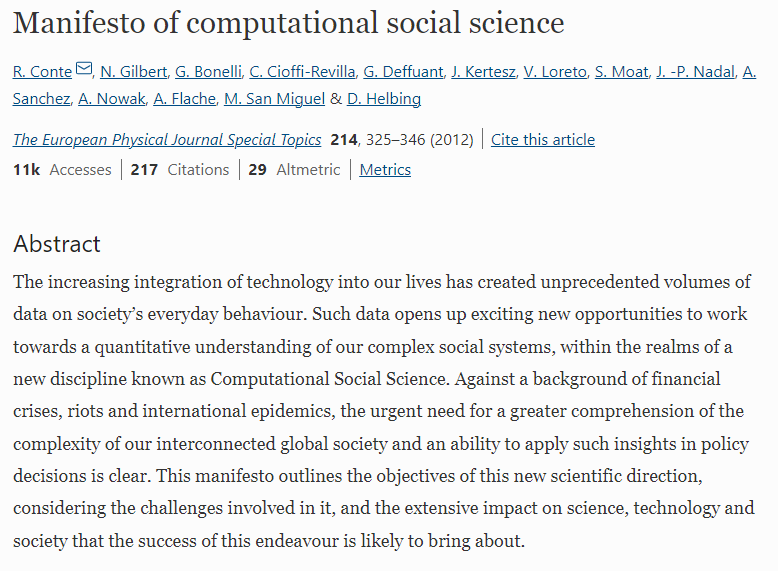 Manifesto of computational social science
R. Conte, N. Gilbert, G. Bonelli, C. Cioffi-Revilla, G. Deffuant, J. Kertesz, V. Loreto, S. Moat, J. -P. Nadal, A.
Sanchez, A. Nowak, A. Flache, M. San Miguel & D. Helbing
The European Physical Journal Special Topics 214, 325–346 (2012) | Cite this article
11k Accesses | 217 Citations | 29 Altmetric | Metrics
Abstract
The increasing integration of technology into our lives has created unprecedented volumes of
data on society’s everyday behaviour. Such data opens up exciting new opportunities to work
towards a quantitative understanding of our complex social systems, within the realms of a
new discipline known as Computational Social Science. Against a background of financial
crises, riots and international epidemics, the urgent need for a greater comprehension of the
complexity of our interconnected global society and an ability to apply such insights in policy
decisions is clear. This manifesto outlines the objectives of this new scientific direction,
considering the challenges involved in it, and the extensive impact on science, technology and
society that the success of this endeavour is likely to bring about.